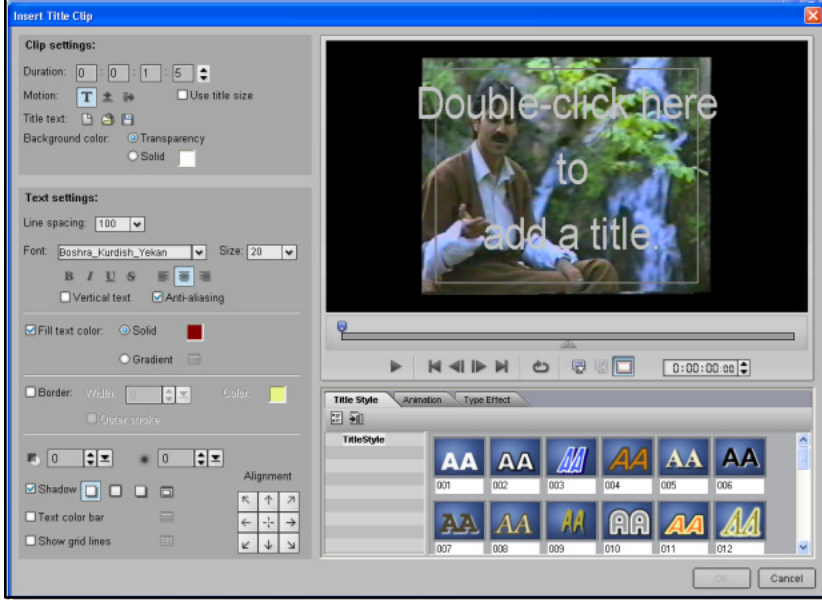 Insert Title Clip
Clip settings:
Duration: 0 : 0 : 1 : 5
Motion: T Use title size
Title text:
Background color: Transparency
Solid
Text settings:
Line spacing: 100
Font: Boshra_Kurdish_Yekan Size: 20
B I U S
Vertical text Anti-aliasing
Fill text color: Solid
Gradient
Border: Width: 0 Color:
Outer stroke
0 0
Alignment
Shadow
Text color bar
Show grid lines
Double-click here
to
add a title.
0:00:00:00
Title Style Animation Type Effect
TitleStyle
AA AA AA AA AA AA
001 002 003 004 005 006
AA AA AA AA AA AA
007 008 009 010 011 012
OK Cancel